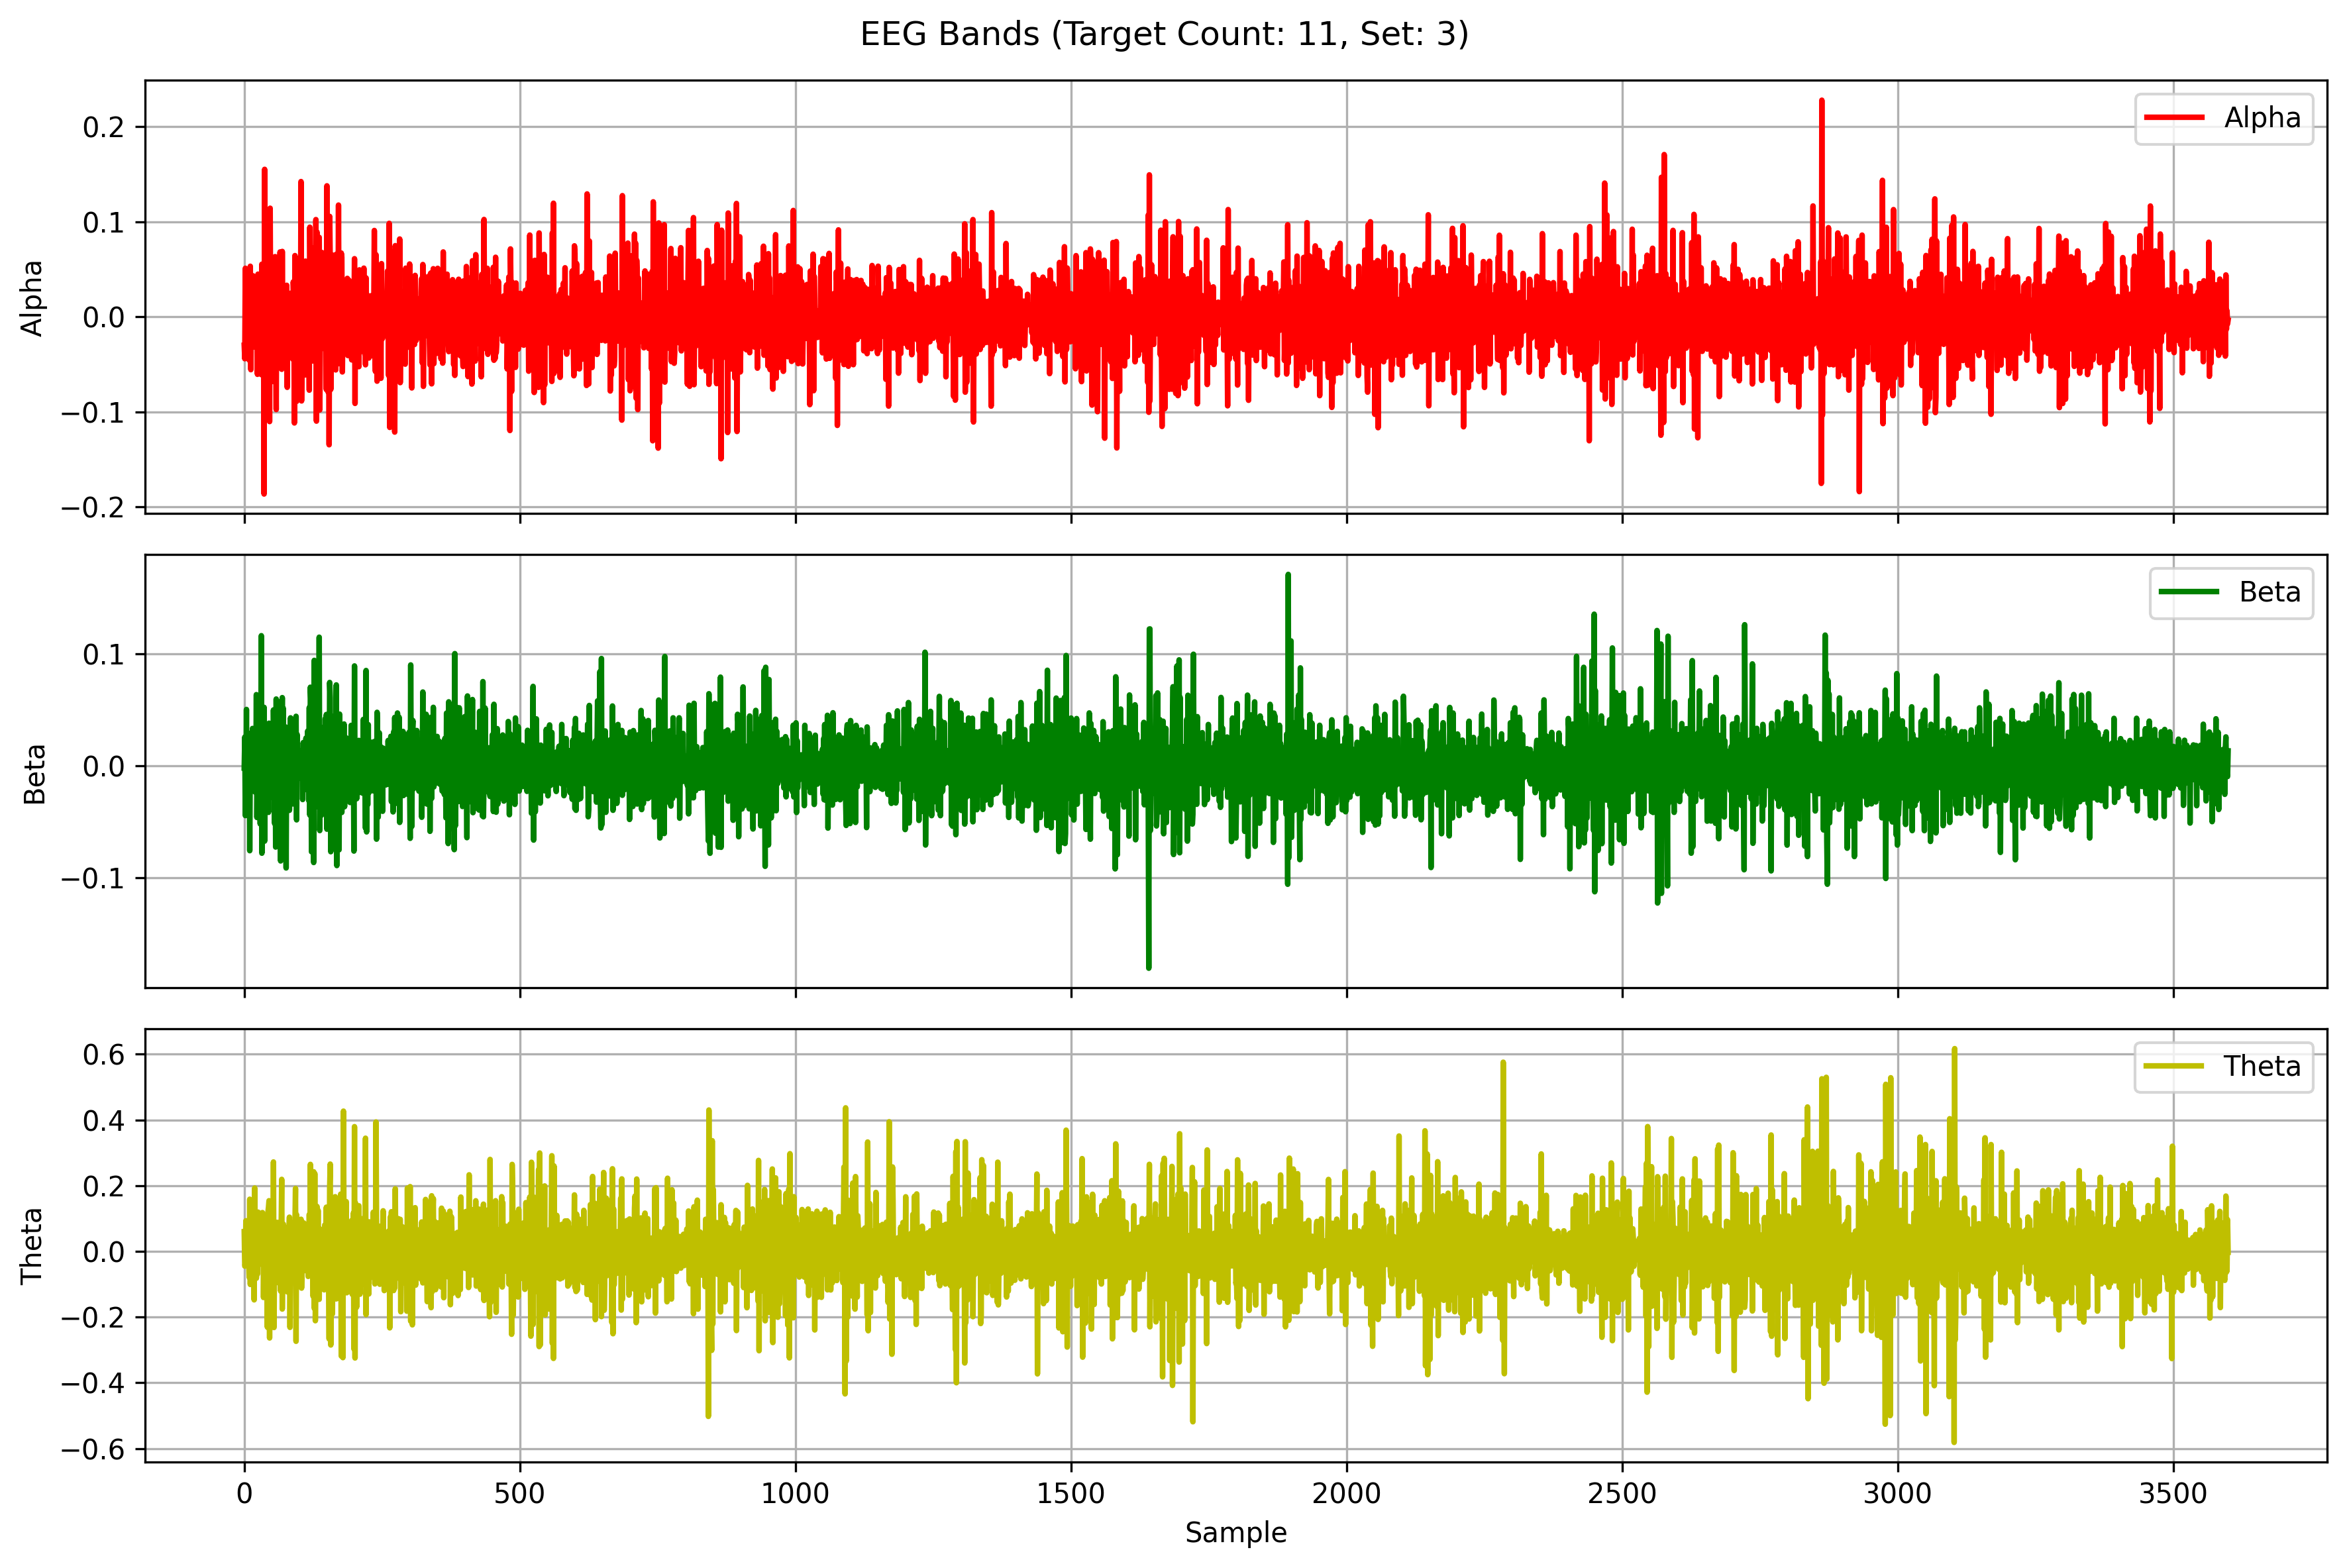 EEG Bands (Target Count: 11, Set: 3)
Alpha
0.2
0.1
0.0
−0.1
−0.2
Alpha
Beta
0.1
0.0
−0.1
Beta
Theta
0.6
0.4
0.2
0.0
−0.2
−0.4
−0.6
Theta
0 500 1000 1500 2000 2500 3000 3500
Sample